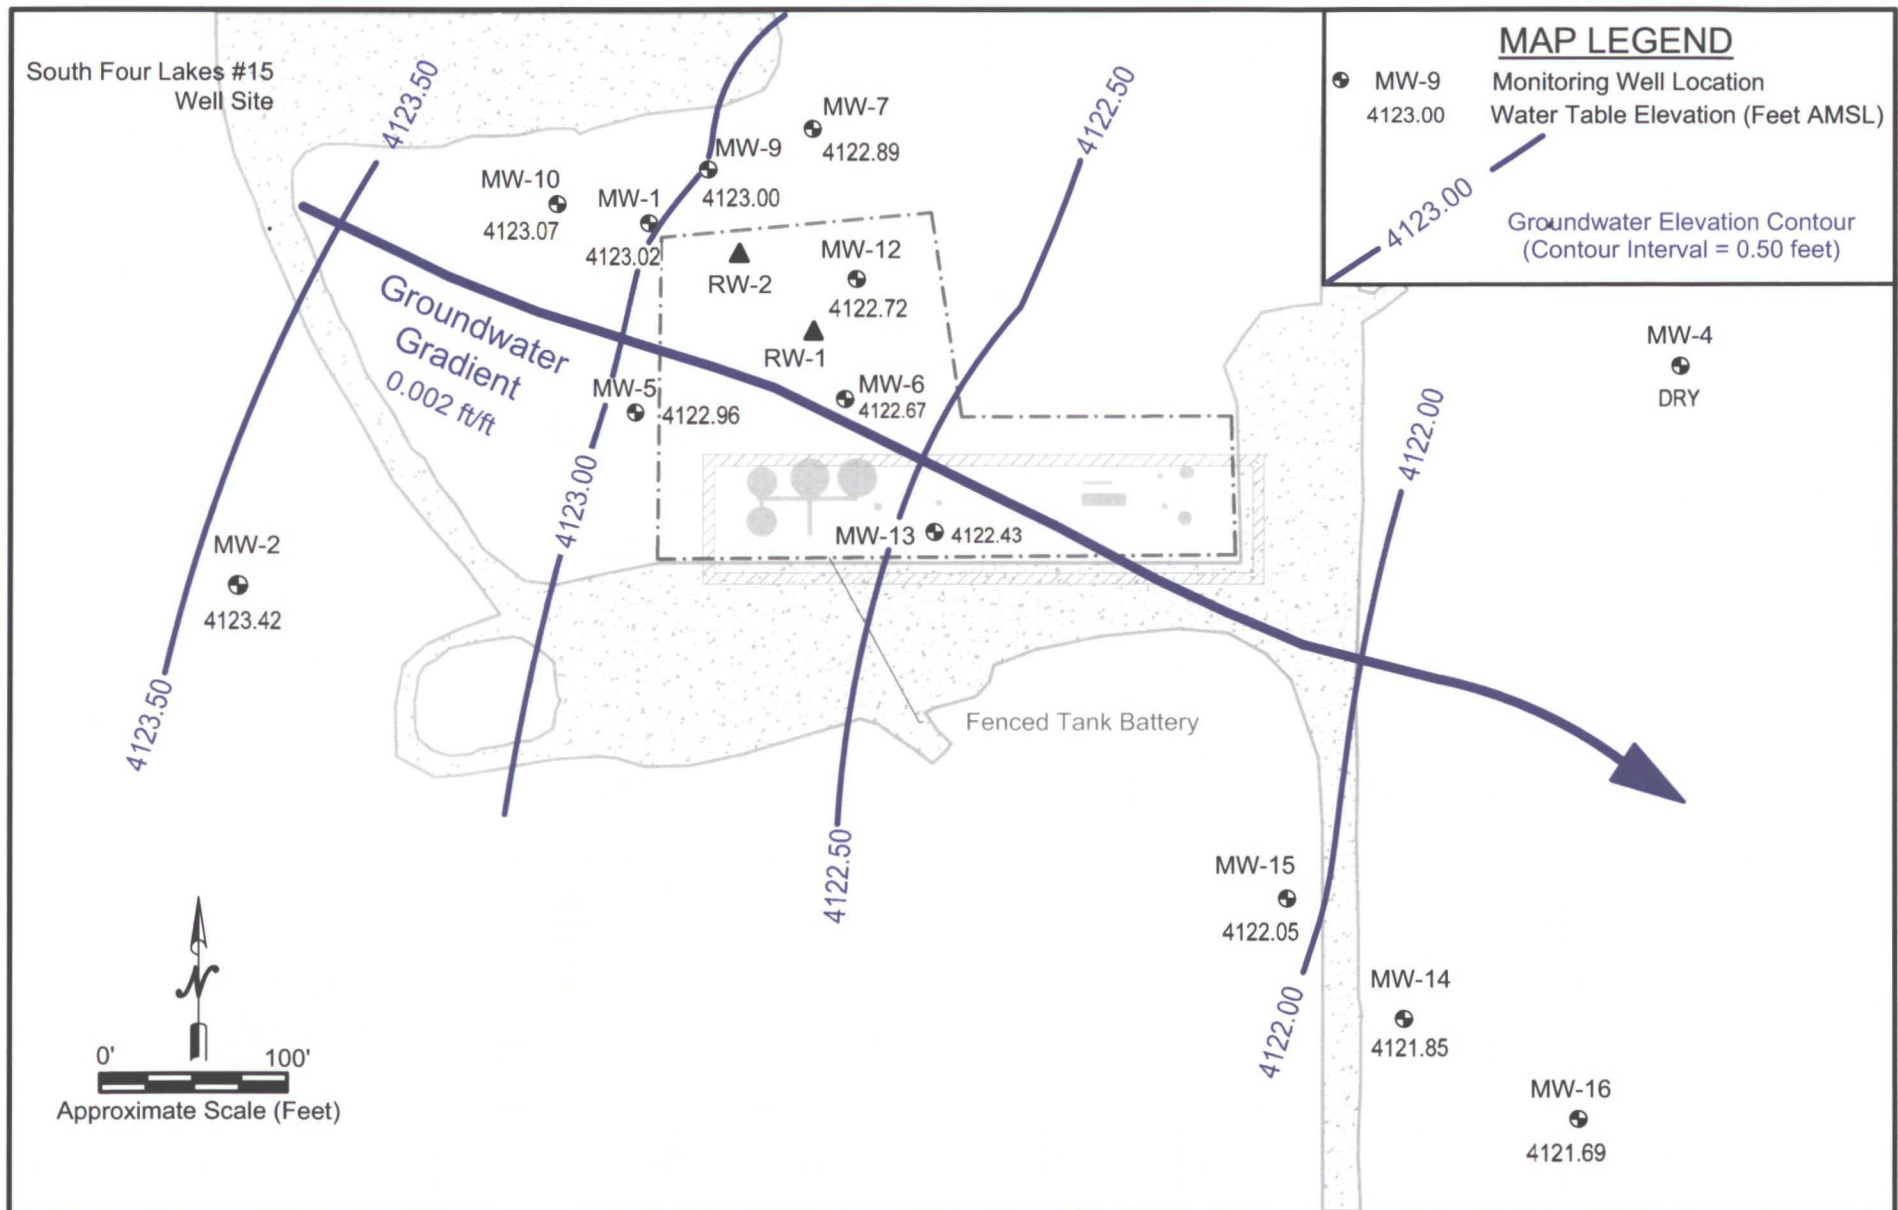 MAP LEGEND
MW-9 Monitoring Well Location
4123.00 Water Table Elevation (Feet AMSL)
4123.00
Groundwater Elevation Contour
(Contour Interval = 0.50 feet)
South Four Lakes #15
Well Site
4123.50
4122.50
MW-7
4122.89
MW-9
4123.00
MW-10
4123.07
MW-1
4123.02
MW-12
4122.72
RW-2
RW-1
Groundwater
Gradient
0.002 ft/ft
MW-4
DRY
MW-5
4122.96
MW-6
4122.67
4122.00
4123.00
MW-13
4122.43
MW-2
4123.42
4123.50
Fenced Tank Battery
4122.50
MW-15
4122.05
MW-14
4121.85
4122.00
N
0' 100'
Approximate Scale (Feet)
MW-16
4121.69